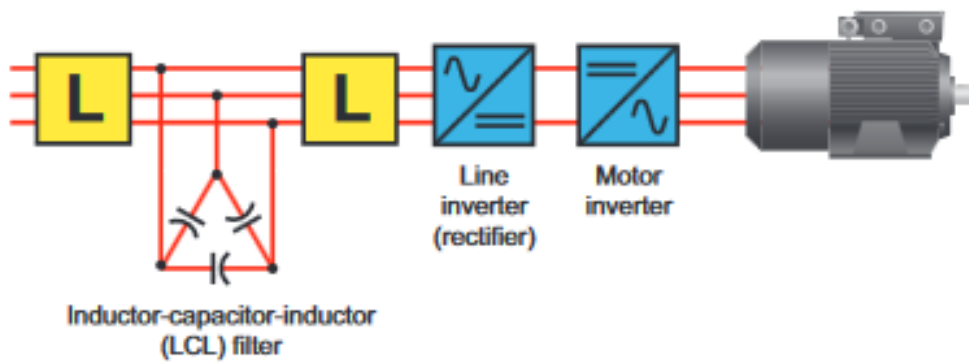 L
L
Line
inverter
(rectifier)
Motor
inverter
Inductor-capacitor-inductor
(LCL) filter